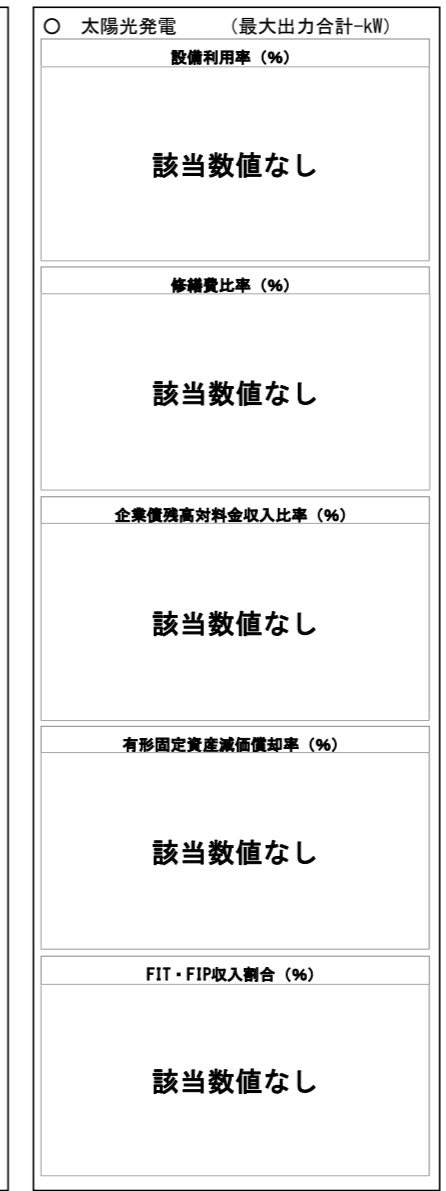 ○ 太陽光発電 （最大出力合計-kW）
設備利用率（%）
該当数値なし
修繕費比率（%）
該当数値なし
企業債残高対料金収入比率（%）
該当数値なし
有形固定資産減価償却率（%）
該当数値なし
FIT・FIP収入割合（%）
該当数値なし